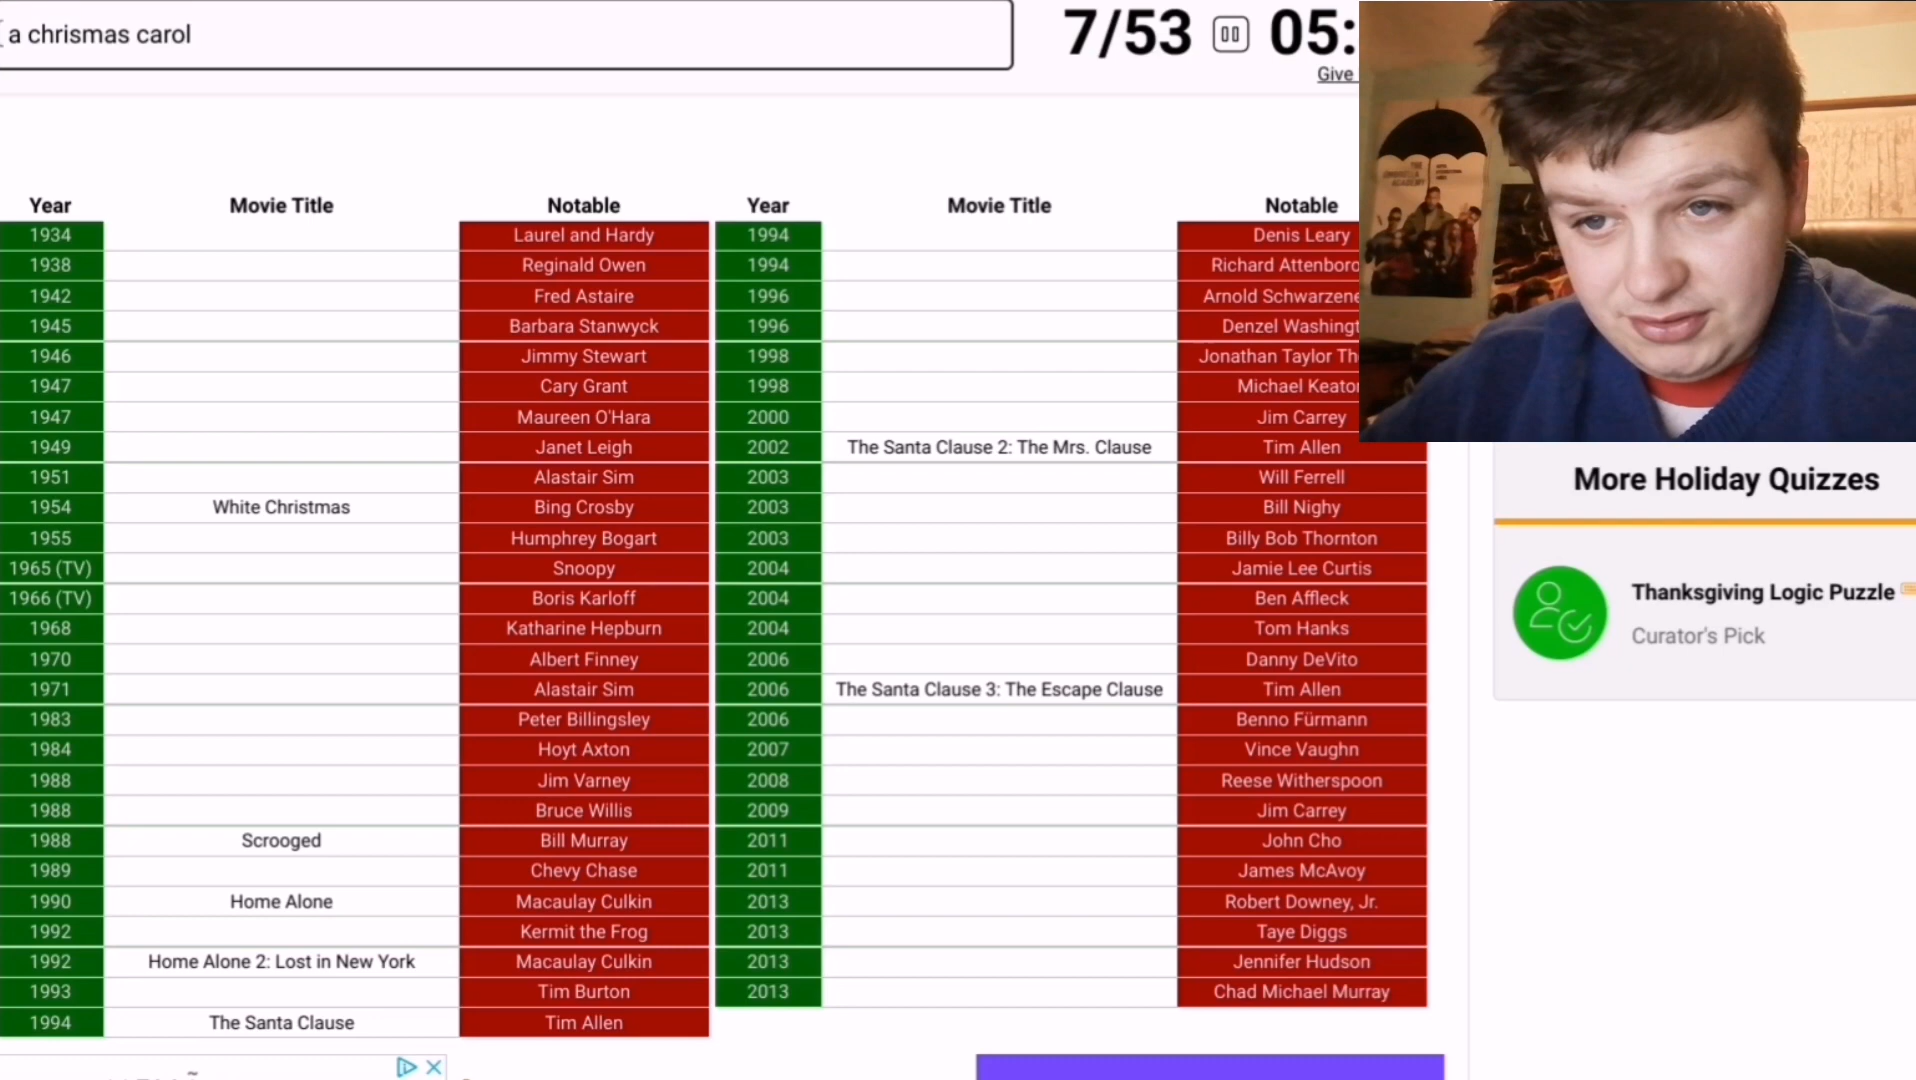 a chrismas carol
7/53 05:
Give
Year Movie Title Notable Year Movie Title Notable
1934 Laurel and Hardy 1994 Denis Leary
1938 Reginald Owen 1994 Richard Attenboro
1942 Fred Astaire 1996 Arnold Schwarzene
1945 Barbara Stanwyck 1996 Denzel Washingt
1946 Jimmy Stewart 1998 Jonathan Taylor Th
1947 Cary Grant 1998 Michael Keato
1947 Maureen O'Hara 2000 Jim Carrey
1949 Janet Leigh 2002 The Santa Clause 2: The Mrs. Clause Tim Allen
1951 Alastair Sim 2003 Will Ferrell
1954 White Christmas Bing Crosby 2003 Bill Nighy
1955 Humphrey Bogart 2003 Billy Bob Thornton
1965 (TV) Snoopy 2004 Jamie Lee Curtis
1966 (TV) Boris Karloff 2004 Ben Affleck
1968 Katharine Hepburn 2004 Tom Hanks
1970 Albert Finney 2006 Danny DeVito
1971 Alastair Sim 2006 The Santa Clause 3: The Escape Clause Tim Allen
1983 Peter Billingsley 2006 Benno Fürmann
1984 Hoyt Axton 2007 Vince Vaughn
1988 Jim Varney 2008 Reese Witherspoon
1988 Bruce Willis 2009 Jim Carrey
1988 Scrooged Bill Murray 2011 John Cho
1989 Chevy Chase 2011 James McAvoy
1990 Home Alone Macaulay Culkin 2013 Robert Downey, Jr.
1992 Kermit the Frog 2013 Taye Diggs
1992 Home Alone 2: Lost in New York Macaulay Culkin 2013 Jennifer Hudson
1993 Tim Burton 2013 Chad Michael Murray
1994 The Santa Clause Tim Allen
THE
UMBRELLA
ACADEMY
More Holiday Quizzes
Thanksgiving Logic Puzzle
Curator's Pick